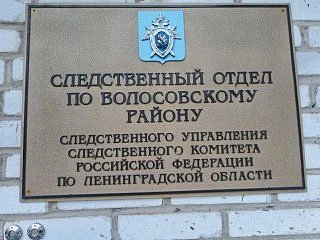 СЛЕДСТВЕННЫЙ ОТДЕЛ
ПО ВОЛОСОВСКОМУ
РАЙОНУ
СЛЕДСТВЕННОГО УПРАВЛЕНИЯ
СЛЕДСТВЕННОГО КОМИТЕТА
РОССИЙСКОЙ ФЕДЕРАЦИИ
ПО ЛЕНИНГРАДСКОЙ ОБЛАСТИ